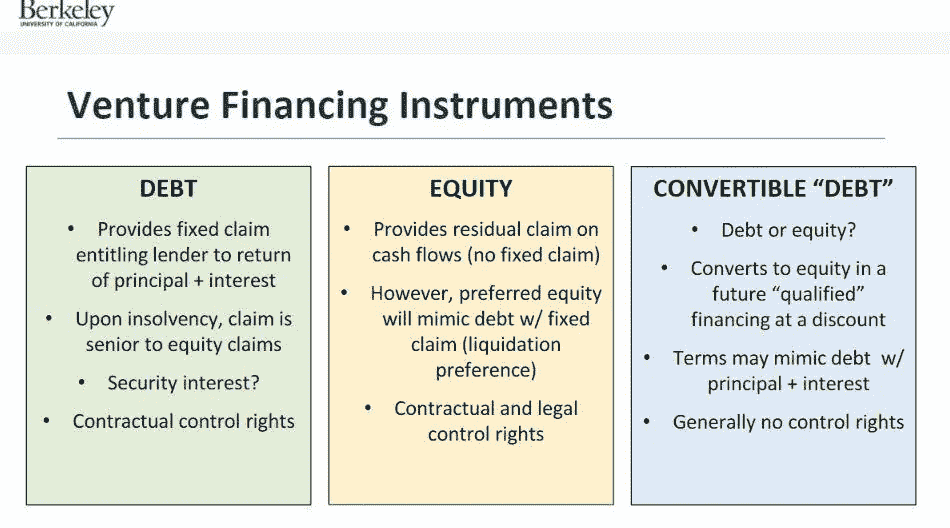 Berkeley
UNIVERSITY OF CALIFORNIA
Venture Financing Instruments
DEBT
• Provides fixed claim
entitling lender to return
of principal + interest
• Upon insolvency, claim is
senior to equity claims
• Security interest?
• Contractual control rights
EQUITY
• Provides residual claim on
cash flows (no fixed claim)
• However, preferred equity
will mimic debt w/ fixed
claim (liquidation
preference)
• Contractual and legal
control rights
CONVERTIBLE “DEBT”
• Debt or equity?
• Converts to equity in a
future “qualified”
financing at a discount
• Terms may mimic debt w/
principal + interest
• Generally no control rights